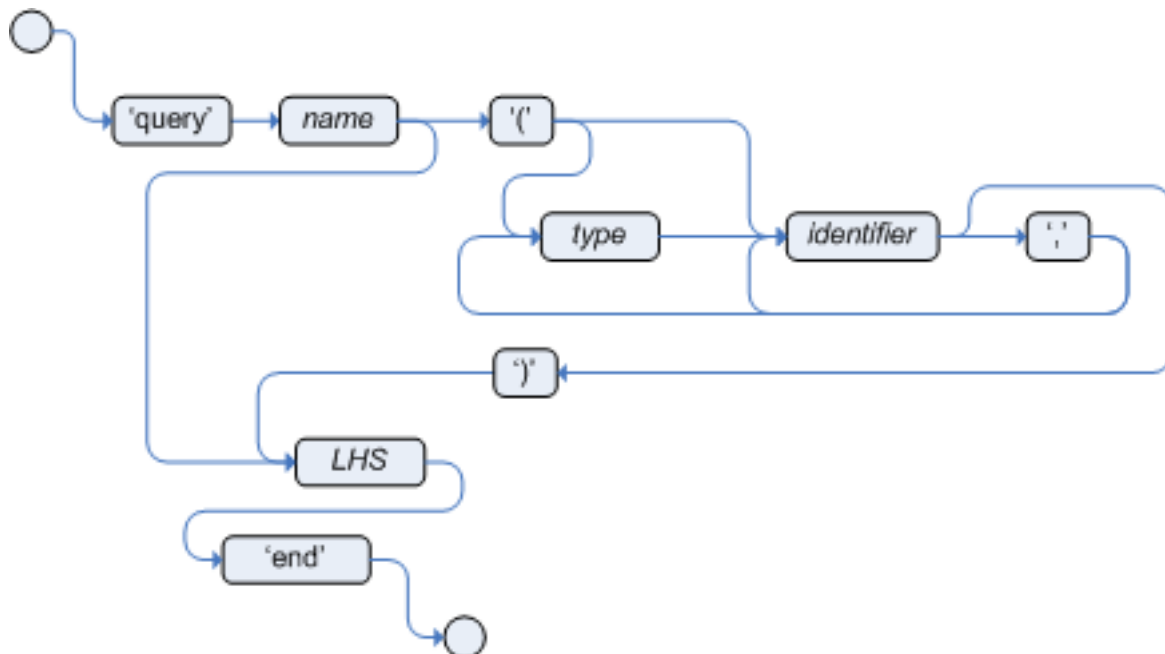 ‘query’ name ‘(’
type identifier ‘,’
‘)’
LHS
‘end’